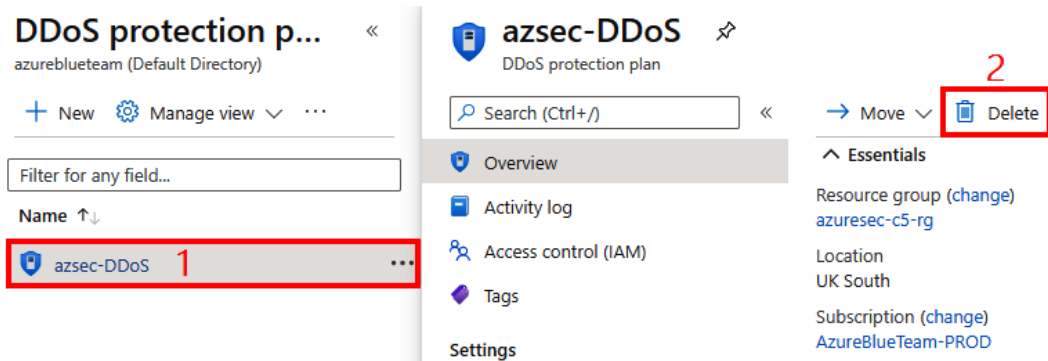 DDoS protection p... «
azureblueteam (Default Directory)
New Manage view ...
Filter for any field...
Name ↑↓
azsec-DDoS 1 ...
azsec-DDoS
DDoS protection plan
Search (Ctrl+/) «
Overview
Activity log
Access control (IAM)
Tags
Settings
2
Move Delete
Essentials
Resource group (change)
azuresec-c5-rg
Location
UK South
Subscription (change)
AzureBlueTeam-PROD